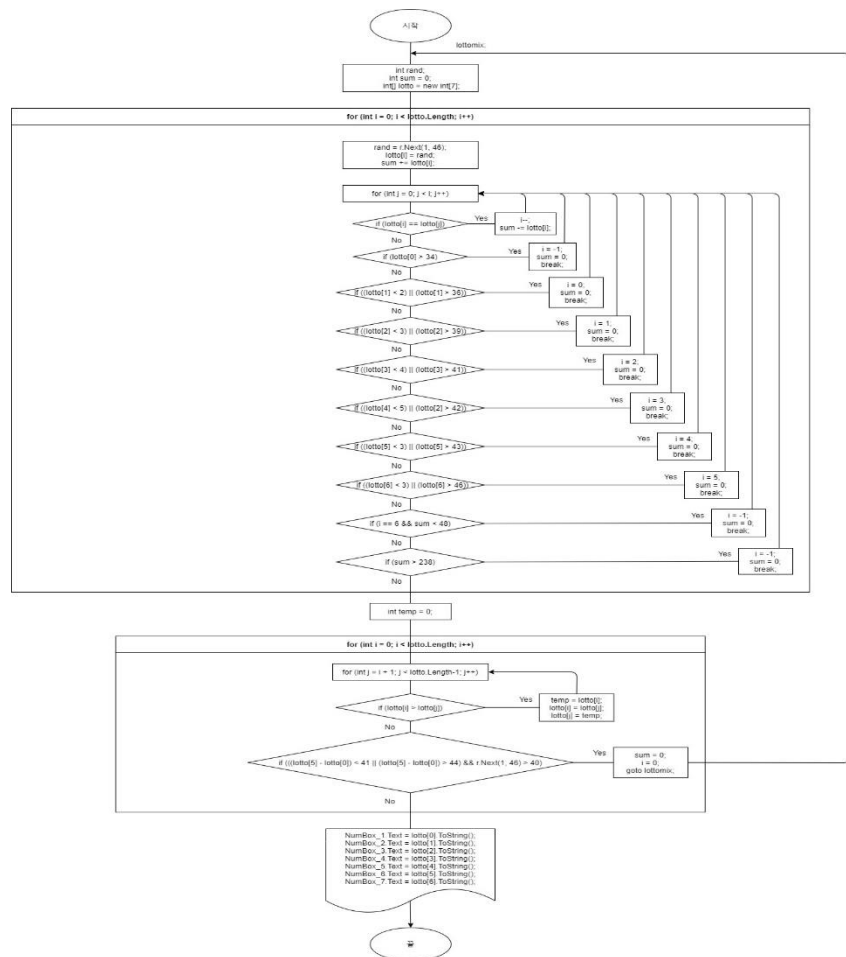 시작
lottomix;
int rand;
int sum = 0;
int[] lotto = new int[7];
for (int i = 0; i < lotto.Length; i++)
rand = r.Next(1, 46);
lotto[i] = rand;
sum += lotto[i];
for (int j = 0; j < i; j++)
if (lotto[i] == lotto[j])
Yes
i--;
sum -= lotto[i];
No
if (lotto[0] > 34)
Yes
i = -1;
sum = 0;
break;
No
if ((lotto[1] < 2) || (lotto[1] > 36))
Yes
i = 0;
sum = 0;
break;
No
if ((lotto[2] < 3) || (lotto[2] > 39))
Yes
i = 1;
sum = 0;
break;
No
if ((lotto[3] < 4) || (lotto[3] > 41))
Yes
i = 2;
sum = 0;
break;
No
if ((lotto[4] < 5) || (lotto[2] > 42))
Yes
i = 3;
sum = 0;
break;
No
if ((lotto[5] < 3) || (lotto[5] > 43))
Yes
i = 4;
sum = 0;
break;
No
if ((lotto[6] < 3) || (lotto[6] > 46))
Yes
i = 5;
sum = 0;
break;
No
if (i == 6 && sum < 48)
Yes
i = -1;
sum = 0;
break;
No
if (sum > 238)
Yes
i = -1;
sum = 0;
break;
No
int temp = 0;
for (int i = 0; i < lotto.Length; i++)
for (int j = i + 1; j < lotto.Length-1; j++)
if (lotto[i] > lotto[j])
Yes
temp = lotto[i];
lotto[i] = lotto[j];
lotto[j] = temp;
No
if (((lotto[5] - lotto[0]) < 41 || (lotto[5] - lotto[0]) > 44) && r.Next(1, 46) > 40)
Yes
sum = 0;
i = 0;
goto lottomix;
No
NumBox_1.Text = lotto[0].ToString();
NumBox_2.Text = lotto[1].ToString();
NumBox_3.Text = lotto[2].ToString();
NumBox_4.Text = lotto[3].ToString();
NumBox_5.Text = lotto[4].ToString();
NumBox_6.Text = lotto[5].ToString();
NumBox_7.Text = lotto[6].ToString();
끝